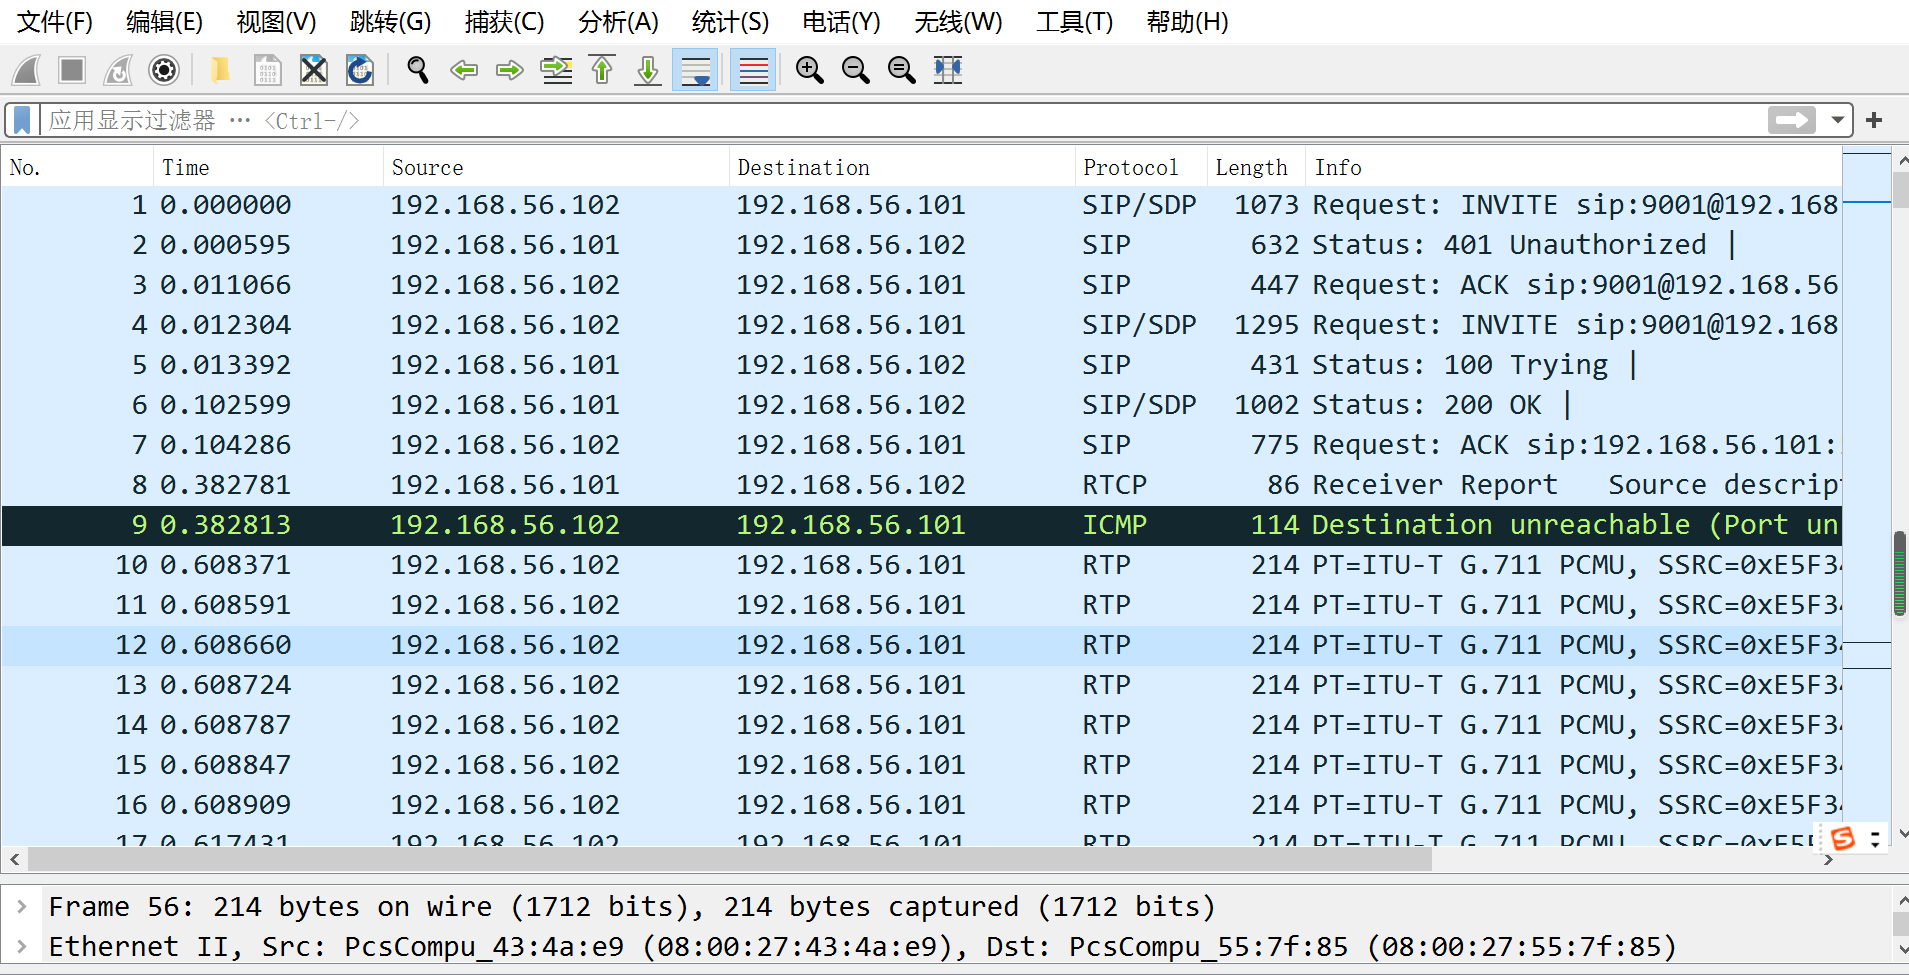 文件(F) 编辑(E) 视图(V) 跳转(G) 捕获(C) 分析(A) 统计(S) 电话(Y) 无线(W) 工具(T) 帮助(H)
应用显示过滤器 … <Ctrl-/>
No. Time Source Destination Protocol Length Info
1 0.000000 192.168.56.102 192.168.56.101 SIP/SDP 1073 Request: INVITE sip:9001@192.168
2 0.000595 192.168.56.101 192.168.56.102 SIP 632 Status: 401 Unauthorized |
3 0.011066 192.168.56.102 192.168.56.101 SIP 447 Request: ACK sip:9001@192.168.56
4 0.012304 192.168.56.102 192.168.56.101 SIP/SDP 1295 Request: INVITE sip:9001@192.168
5 0.013392 192.168.56.101 192.168.56.102 SIP 431 Status: 100 Trying |
6 0.102599 192.168.56.101 192.168.56.102 SIP/SDP 1002 Status: 200 OK |
7 0.104286 192.168.56.102 192.168.56.101 SIP 775 Request: ACK sip:192.168.56.101:
8 0.382781 192.168.56.101 192.168.56.102 RTCP 86 Receiver Report Source descrip
9 0.382813 192.168.56.102 192.168.56.101 ICMP 114 Destination unreachable (Port un
10 0.608371 192.168.56.102 192.168.56.101 RTP 214 PT=ITU-T G.711 PCMU, SSRC=0xE5F34
11 0.608591 192.168.56.102 192.168.56.101 RTP 214 PT=ITU-T G.711 PCMU, SSRC=0xE5F34
12 0.608660 192.168.56.102 192.168.56.101 RTP 214 PT=ITU-T G.711 PCMU, SSRC=0xE5F34
13 0.608724 192.168.56.102 192.168.56.101 RTP 214 PT=ITU-T G.711 PCMU, SSRC=0xE5F34
14 0.608787 192.168.56.102 192.168.56.101 RTP 214 PT=ITU-T G.711 PCMU, SSRC=0xE5F34
15 0.608847 192.168.56.102 192.168.56.101 RTP 214 PT=ITU-T G.711 PCMU, SSRC=0xE5F34
16 0.608909 192.168.56.102 192.168.56.101 RTP 214 PT=ITU-T G.711 PCMU, SSRC=0xE5F34
17 0.617431 192.168.56.102 192.168.56.101 RTP 214 PT=ITU-T G.711 PCMU, SSRC=0xE5
Frame 56: 214 bytes on wire (1712 bits), 214 bytes captured (1712 bits)
Ethernet II, Src: PcsCompu_43:4a:e9 (08:00:27:43:4a:e9), Dst: PcsCompu_55:7f:85 (08:00:27:55:7f:85)